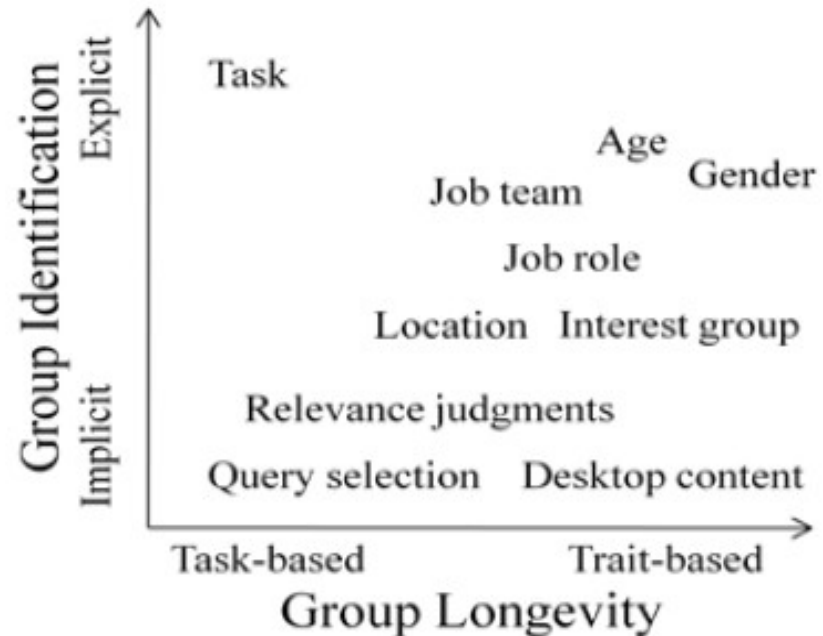 Group Identification
Explicit
Implicit
Task
Age
Gender
Job team
Job role
Location
Interest group
Relevance judgments
Query selection
Desktop content
Task-based
Trait-based
Group Longevity